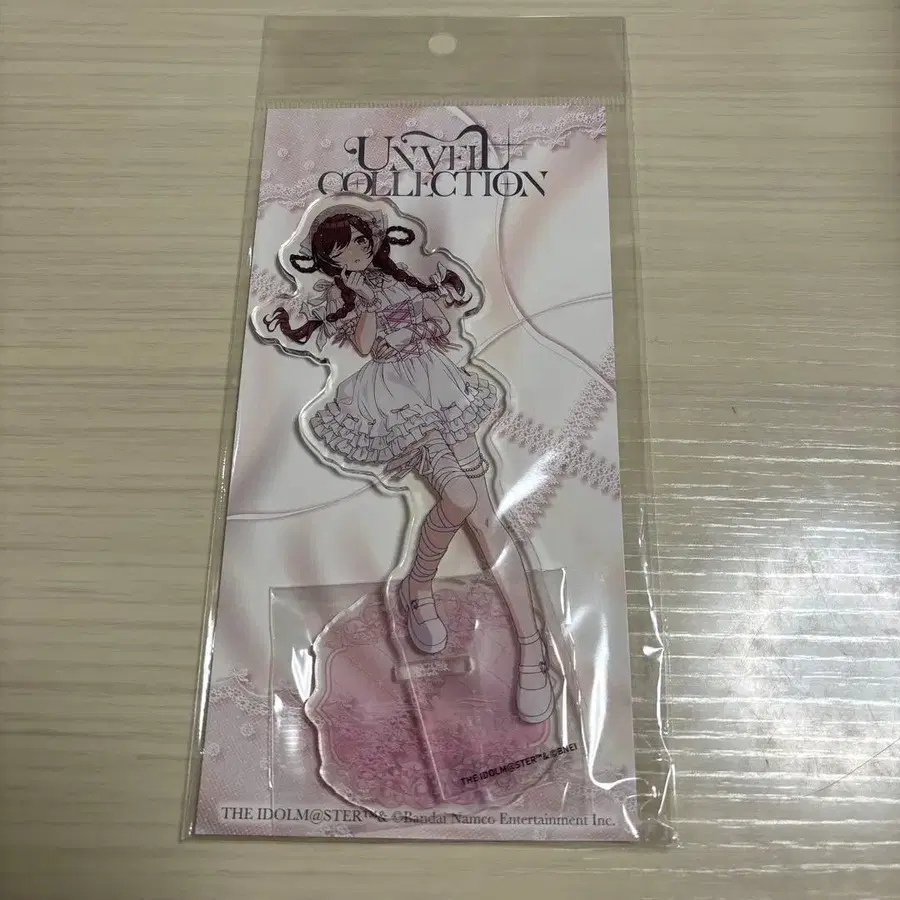 UNVEIL
COLLECTION
THE IDOLM@STER™& ©BNEI
THE IDOLM@STER™& ©Bandai Namco Entertainment Inc.